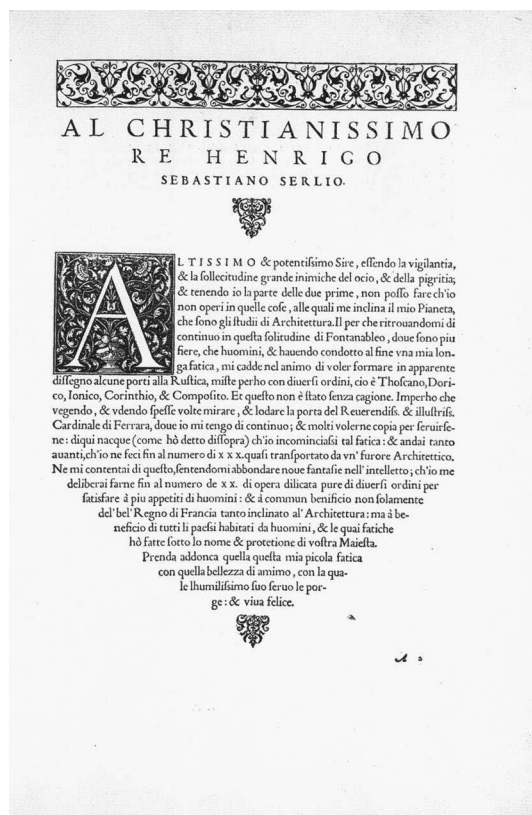 AL CHRISTIANISSIMO
RE HENRIGO
SEBASTIANO SERLIO.
ALTISSIMO & potentiſsimo Sire, eſſendo la vigilantia,
& la ſollecitudine grande inimiche del ocio, & della pigritia;
& tenendo io la parte delle due prime, non poſſo fare ch'io
non operi in quelle coſe, alle quali me inclina il mio Pianeta,
che ſono gli ſtudii di Architettura. Il per che ritrouandomi di
continuo in queſta ſolitudine di Fontanableo, doue ſono piu
fiere, che huomini, & hauendo condotto al fine vna mia lon-
ga fatica, mi cadde nel animo di voler formare in apparente
diſſegno alcune porti alla Ruſtica, miſte perho con diuerſi ordini, cio è Thoſcano, Dori-
co, Ionico, Corinthio, & Compoſito. Et queſto non è ſtato ſenza cagione. Imperho che
vegendo, & vdendo ſpeſſe volte mirare, & lodare la porta del Reuerendiſs. & illuſtriſs.
Cardinale di Ferrara, doue io mi tengo di continuo; & molti volerne copia per ſeruirſe-
ne: diqui nacque (come hò detto diſſopra) ch'io incominciaſsi tal fatica: & andai tanto
auanti, ch'io ne feci fin al numero di x x x. quaſi tranſportato da vn' furore Architettico.
Ne mi contentai di queſto, ſentendomi abbondare noue fantaſie nell' intelletto; ch'io me
deliberai farne fin al numero de x x. di opera dilicata pure di diuerſi ordini per
ſatisfare à piu appetiti di huomini: & à commun benificio non ſolamente
del' bel' Regno di Francia tanto inclinato al' Architettura: ma à be-
neficio di tutti li paeſsi habitati da huomini, & le quai fatiche
hò fatte ſotto lo nome & protetione di voſtra Maieſta.
Prenda addonca quella queſta mia picola fatica
con quella bellezza di animo, con la qua-
le lhumiliſsimo ſuo ſeruo le por-
ge: & viua felice.
A 2